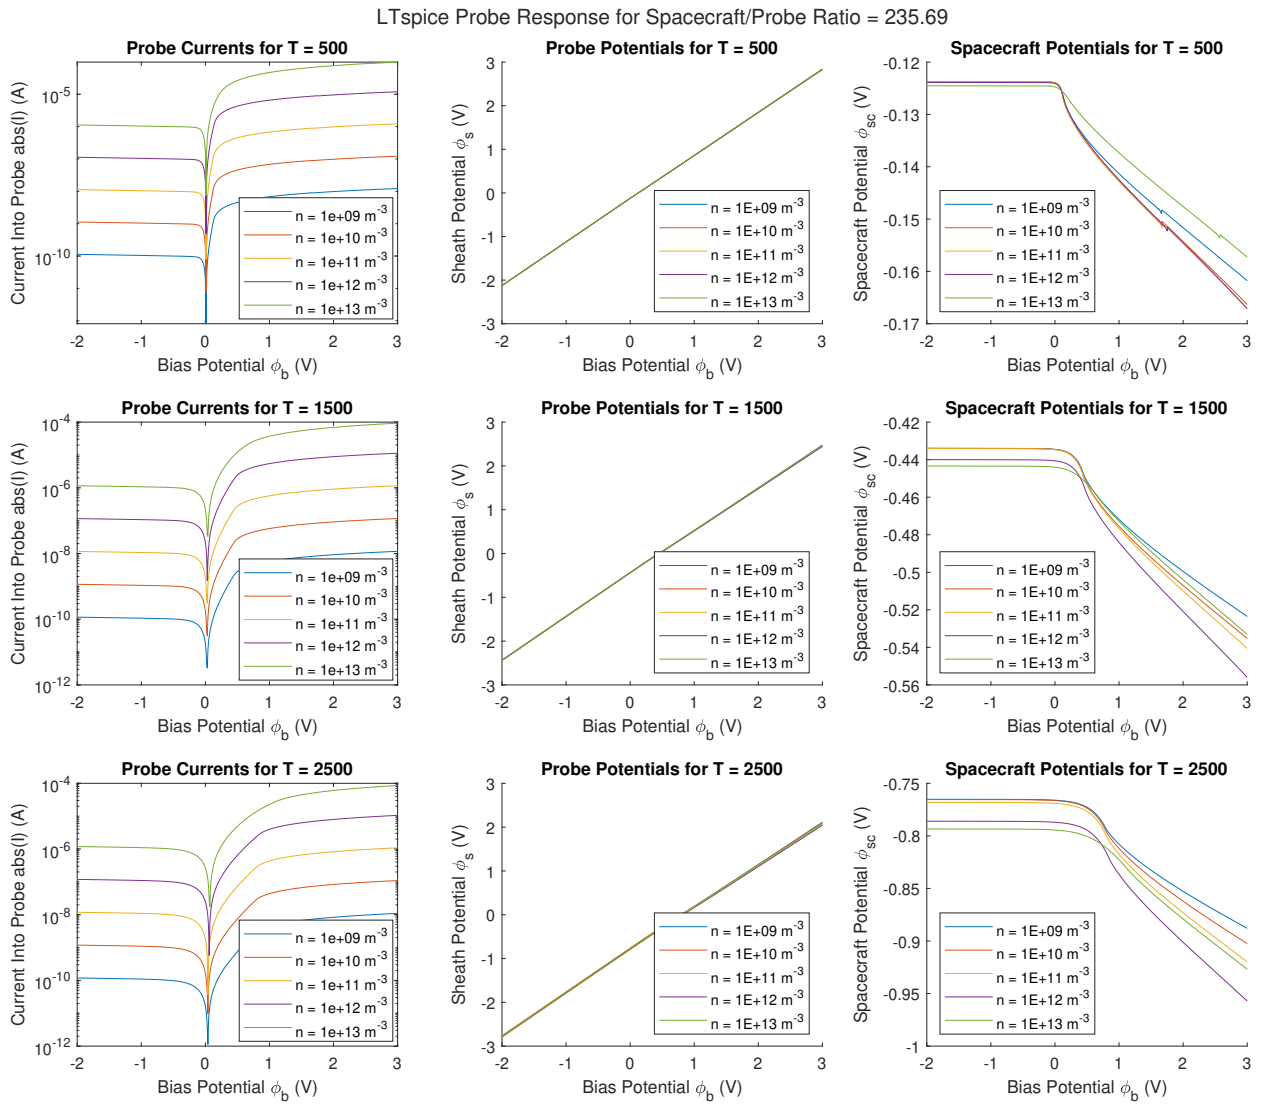 LTspice Probe Response for Spacecraft/Probe Ratio = 235.69
Probe Currents for T = 500
Current Into Probe abs(I) (A)
10^-5
10^-10
-2 -1 0 1 2 3
Bias Potential ϕ_b (V)
n = 1e+09 m^-3
n = 1e+10 m^-3
n = 1e+11 m^-3
n = 1e+12 m^-3
n = 1e+13 m^-3
Probe Potentials for T = 500
Sheath Potential ϕ_s (V)
3
2
1
0
-1
-2
-3
-2 -1 0 1 2 3
Bias Potential ϕ_b (V)
n = 1E+09 m^-3
n = 1E+10 m^-3
n = 1E+11 m^-3
n = 1E+12 m^-3
n = 1E+13 m^-3
Spacecraft Potentials for T = 500
Spacecraft Potential ϕ_sc (V)
-0.12
-0.13
-0.14
-0.15
-0.16
-0.17
-2 -1 0 1 2 3
Bias Potential ϕ_b (V)
n = 1E+09 m^-3
n = 1E+10 m^-3
n = 1E+11 m^-3
n = 1E+12 m^-3
n = 1E+13 m^-3
Probe Currents for T = 1500
Current Into Probe abs(I) (A)
10^-4
10^-6
10^-8
10^-10
10^-12
-2 -1 0 1 2 3
Bias Potential ϕ_b (V)
n = 1e+09 m^-3
n = 1e+10 m^-3
n = 1e+11 m^-3
n = 1e+12 m^-3
n = 1e+13 m^-3
Probe Potentials for T = 1500
Sheath Potential ϕ_s (V)
3
2
1
0
-1
-2
-3
-2 -1 0 1 2 3
Bias Potential ϕ_b (V)
n = 1E+09 m^-3
n = 1E+10 m^-3
n = 1E+11 m^-3
n = 1E+12 m^-3
n = 1E+13 m^-3
Spacecraft Potentials for T = 1500
Spacecraft Potential ϕ_sc (V)
-0.42
-0.44
-0.46
-0.48
-0.5
-0.52
-0.54
-0.56
-2 -1 0 1 2 3
Bias Potential ϕ_b (V)
n = 1E+09 m^-3
n = 1E+10 m^-3
n = 1E+11 m^-3
n = 1E+12 m^-3
n = 1E+13 m^-3
Probe Currents for T = 2500
Current Into Probe abs(I) (A)
10^-4
10^-6
10^-8
10^-10
10^-12
-2 -1 0 1 2 3
Bias Potential ϕ_b (V)
n = 1e+09 m^-3
n = 1e+10 m^-3
n = 1e+11 m^-3
n = 1e+12 m^-3
n = 1e+13 m^-3
Probe Potentials for T = 2500
Sheath Potential ϕ_s (V)
3
2
1
0
-1
-2
-3
-2 -1 0 1 2 3
Bias Potential ϕ_b (V)
n = 1E+09 m^-3
n = 1E+10 m^-3
n = 1E+11 m^-3
n = 1E+12 m^-3
n = 1E+13 m^-3
Spacecraft Potentials for T = 2500
Spacecraft Potential ϕ_sc (V)
-0.75
-0.8
-0.85
-0.9
-0.95
-1
-2 -1 0 1 2 3
Bias Potential ϕ_b (V)
n = 1E+09 m^-3
n = 1E+10 m^-3
n = 1E+11 m^-3
n = 1E+12 m^-3
n = 1E+13 m^-3